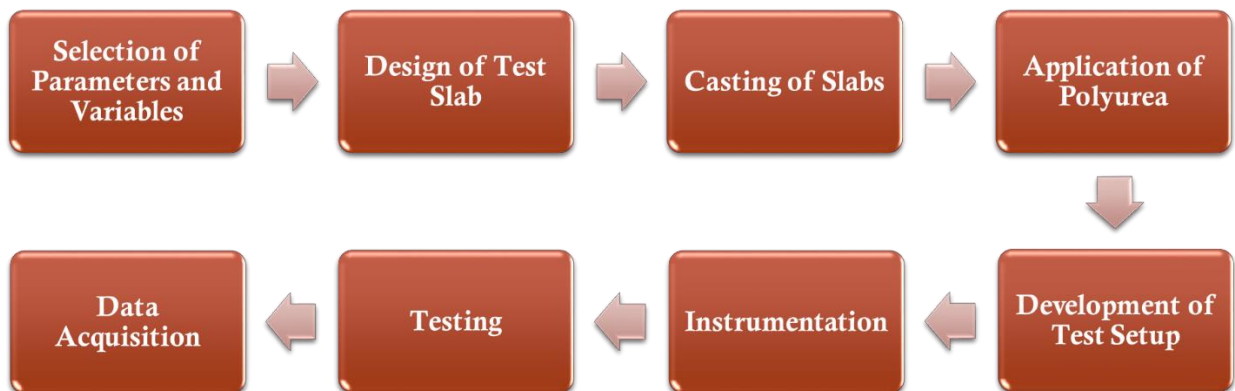 Selection of
Parameters and
Variables
Design of Test
Slab
Casting of Slabs
Application of
Polyurea
Development of
Test Setup
Instrumentation
Testing
Data
Acquisition